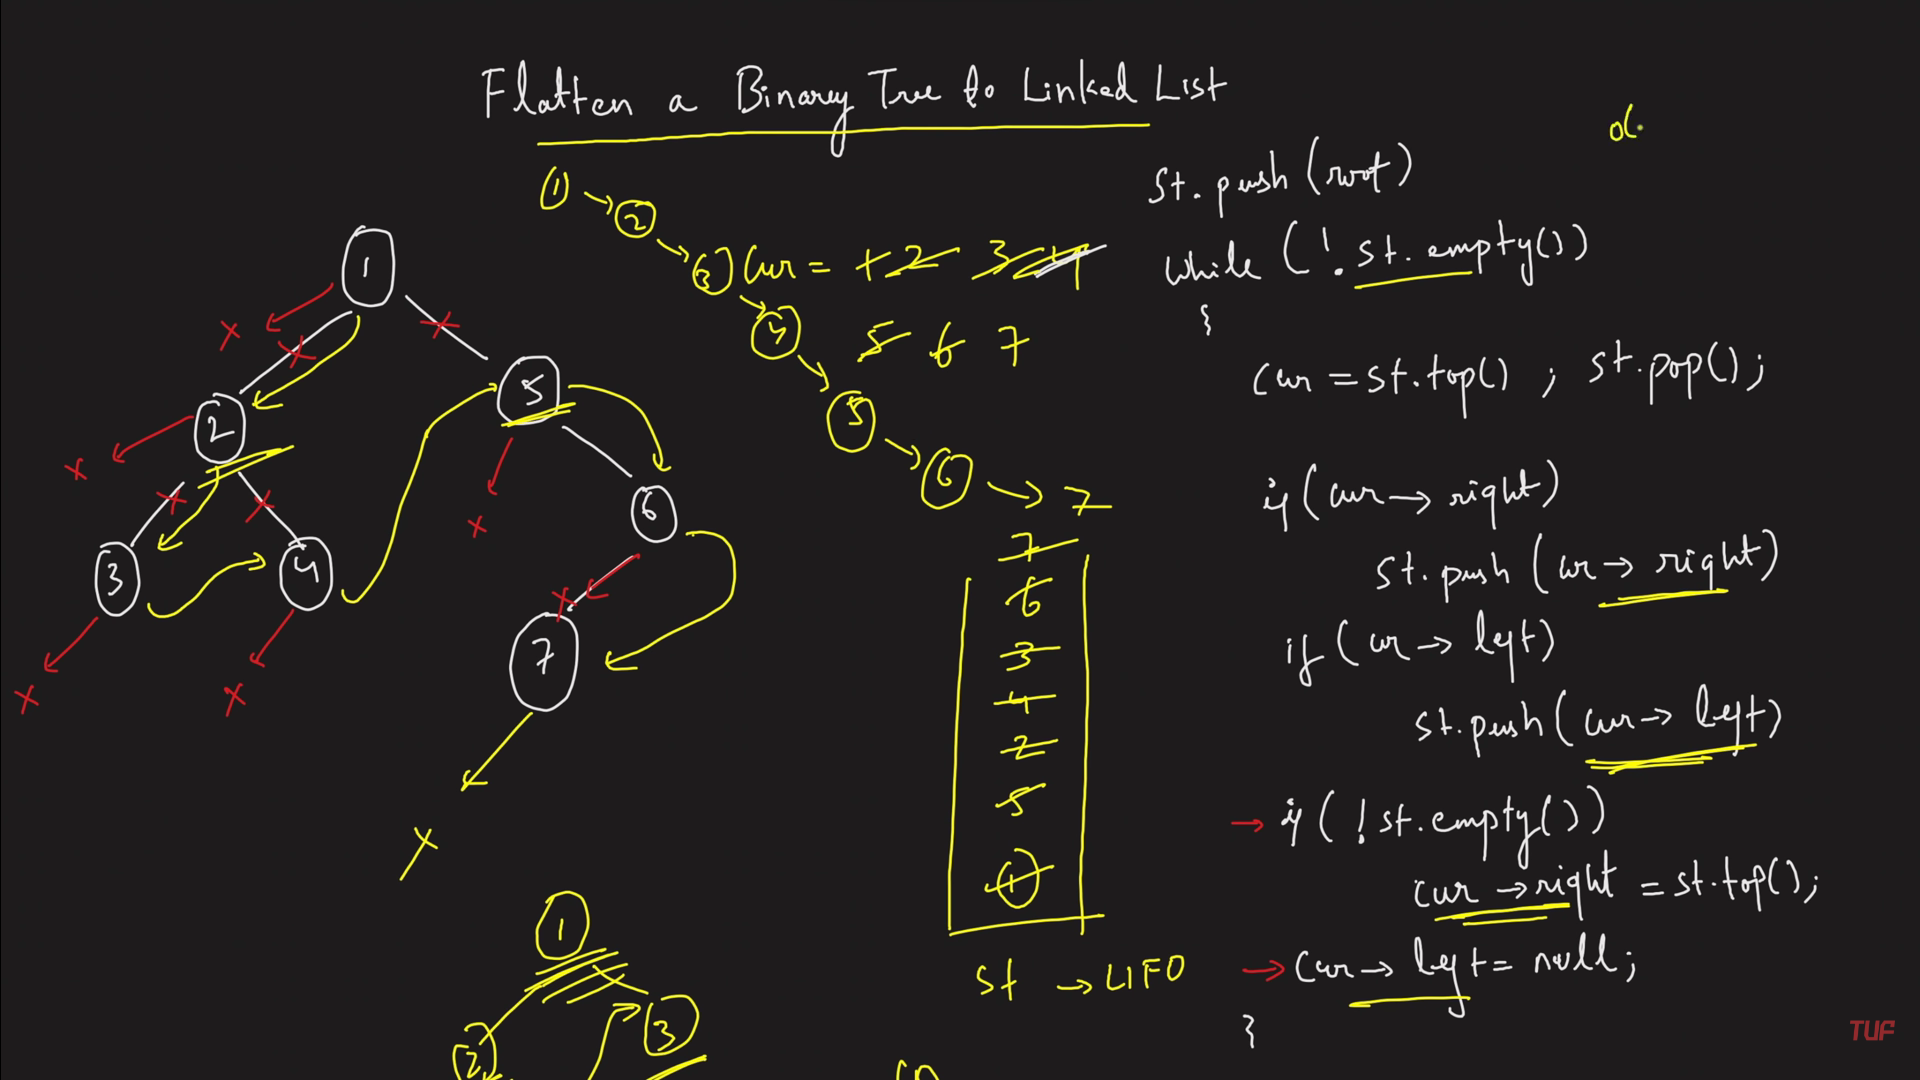 Flatten a Binary Tree to Linked List
1 → 2 → 3 → 4 → 5 → 6 → 7
cur = 1 2 3 4
5 6 7
1
2 5
3 4 6
7
x x x x x x
7
6
3
4
2
5
1
st → LIFO
1
2 3
st.push(root)
while (!st.empty())
{
cur = st.top(); st.pop();
if (cur → right)
st.push(cur → right)
if (cur → left)
st.push(cur → left)
→ if (!st.empty())
cur → right = st.top();
→ cur → left = null;
}
TUF